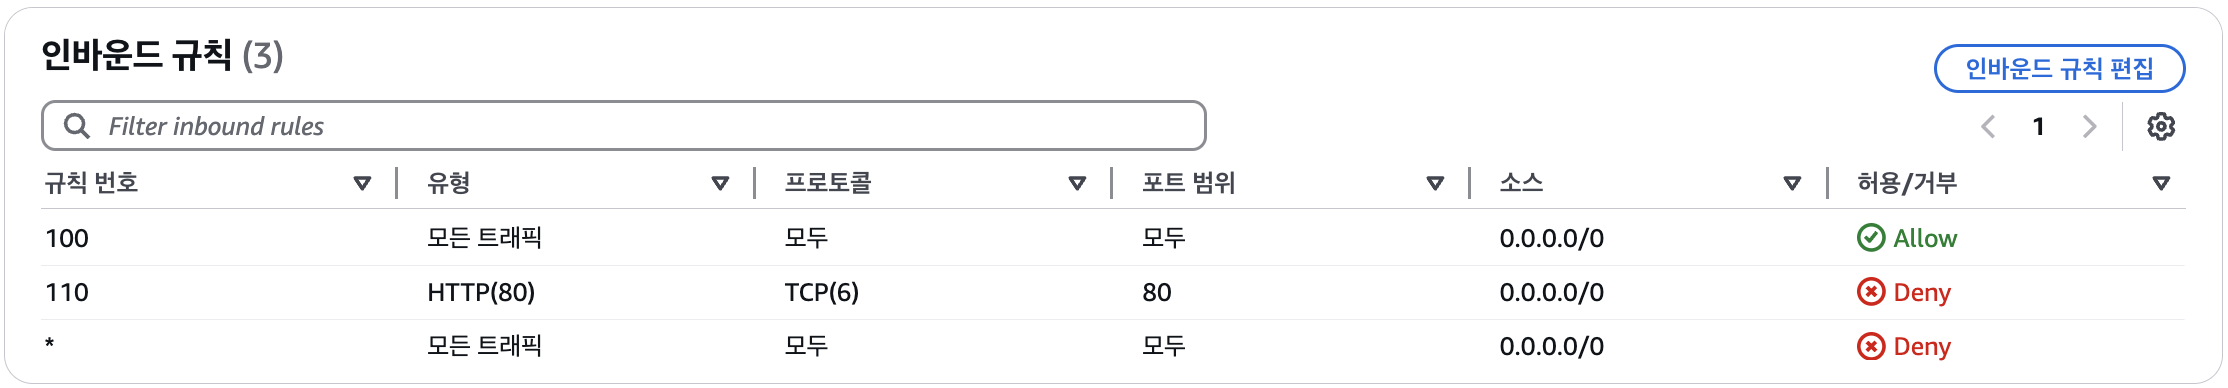 인바운드 규칙 (3)
인바운드 규칙 편집
Filter inbound rules
1
규칙 번호 유형 프로토콜 포트 범위 소스 허용/거부
100 모든 트래픽 모두 모두 0.0.0.0/0 Allow
110 HTTP(80) TCP(6) 80 0.0.0.0/0 Deny
* 모든 트래픽 모두 모두 0.0.0.0/0 Deny